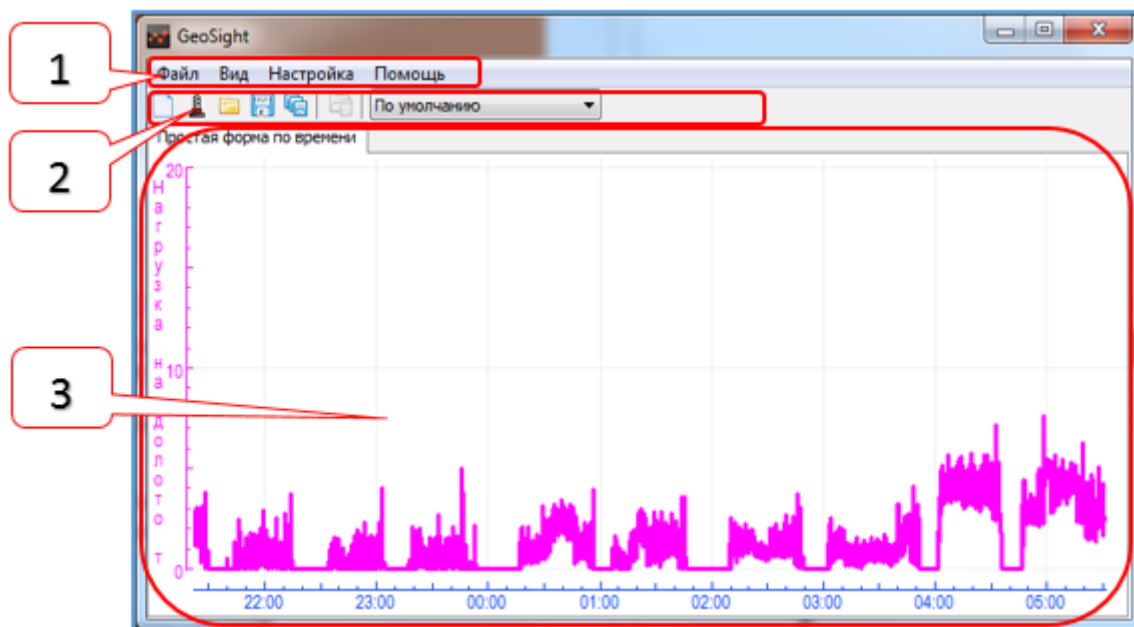 GeoSight
1
Файл Вид Настройка Помощь
По умолчанию
2
Простая форма по времени
20
Нагрузка на долото т
10
3
0
22:00 23:00 00:00 01:00 02:00 03:00 04:00 05:00